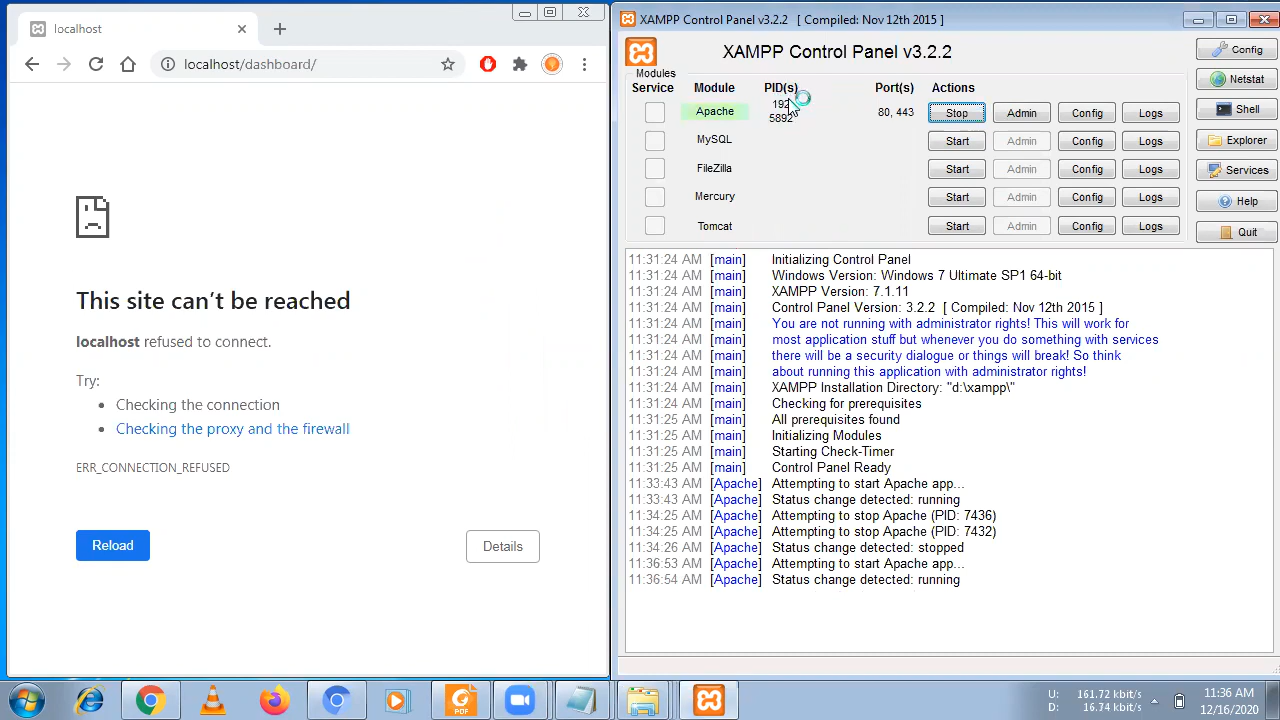 localhost
localhost/dashboard/
This site can't be reached
localhost refused to connect.
Try:
• Checking the connection
• Checking the proxy and the firewall
ERR_CONNECTION_REFUSED
Reload
Details
XAMPP Control Panel v3.2.2 [ Compiled: Nov 12th 2015 ]
XAMPP Control Panel v3.2.2
Modules
Service Module PID(s) Port(s) Actions
Apache 5892 80, 443 Stop Admin Config Logs
MySQL Start Admin Config Logs
FileZilla Start Admin Config Logs
Mercury Start Admin Config Logs
Tomcat Start Admin Config Logs
Config
Netstat
Shell
Explorer
Services
Help
Quit
11:31:24 AM [main] Initializing Control Panel
11:31:24 AM [main] Windows Version: Windows 7 Ultimate SP1 64-bit
11:31:24 AM [main] XAMPP Version: 7.1.11
11:31:24 AM [main] Control Panel Version: 3.2.2 [ Compiled: Nov 12th 2015 ]
11:31:24 AM [main] You are not running with administrator rights! This will work for
11:31:24 AM [main] most application stuff but whenever you do something with services
11:31:24 AM [main] there will be a security dialogue or things will break! So think
11:31:24 AM [main] about running this application with administrator rights!
11:31:24 AM [main] XAMPP Installation Directory: "d:\xampp\"
11:31:24 AM [main] Checking for prerequisites
11:31:25 AM [main] All prerequisites found
11:31:25 AM [main] Initializing Modules
11:31:25 AM [main] Starting Check-Timer
11:31:25 AM [main] Control Panel Ready
11:33:43 AM [Apache] Attempting to start Apache app...
11:33:43 AM [Apache] Status change detected: running
11:34:25 AM [Apache] Attempting to stop Apache (PID: 7436)
11:34:25 AM [Apache] Attempting to stop Apache (PID: 7432)
11:34:26 AM [Apache] Status change detected: stopped
11:36:53 AM [Apache] Attempting to start Apache app...
11:36:54 AM [Apache] Status change detected: running
PDF
U: 161.72 kbit/s
D: 16.74 kbit/s
11:36 AM
12/16/2020